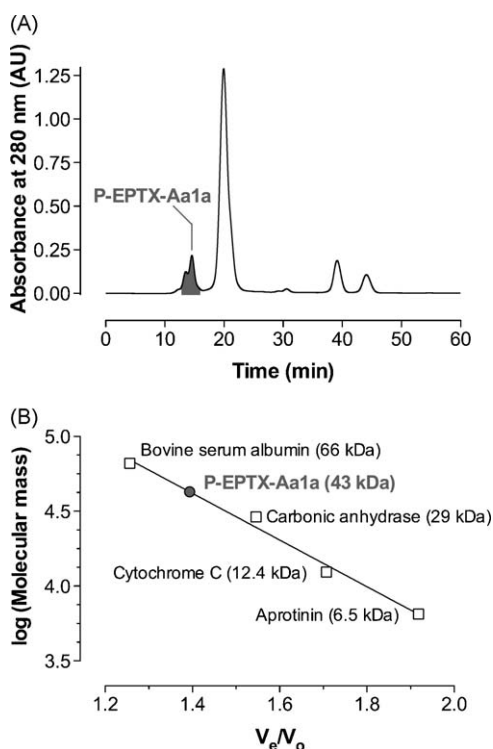 (A)
Absorbance at 280 nm (AU)
1.25
1.00
0.75
0.50
0.25
0.00
P-EPTX-Aa1a
0 10 20 30 40 50 60
Time (min)
(B)
log (Molecular mass)
5.0
4.5
4.0
3.5
Bovine serum albumin (66 kDa)
P-EPTX-Aa1a (43 kDa)
Carbonic anhydrase (29 kDa)
Cytochrome C (12.4 kDa)
Aprotinin (6.5 kDa)
1.2 1.4 1.6 1.8 2.0
Ve/Vo